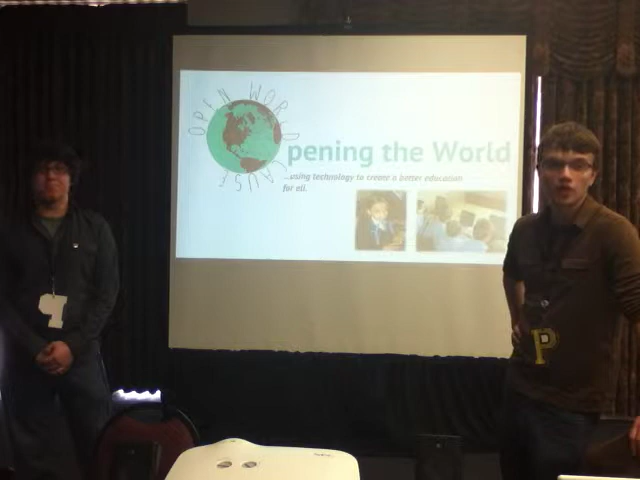 OPEN WORLD
CAUSE
pening the World
...using technology to create a better education
for all.
P
P